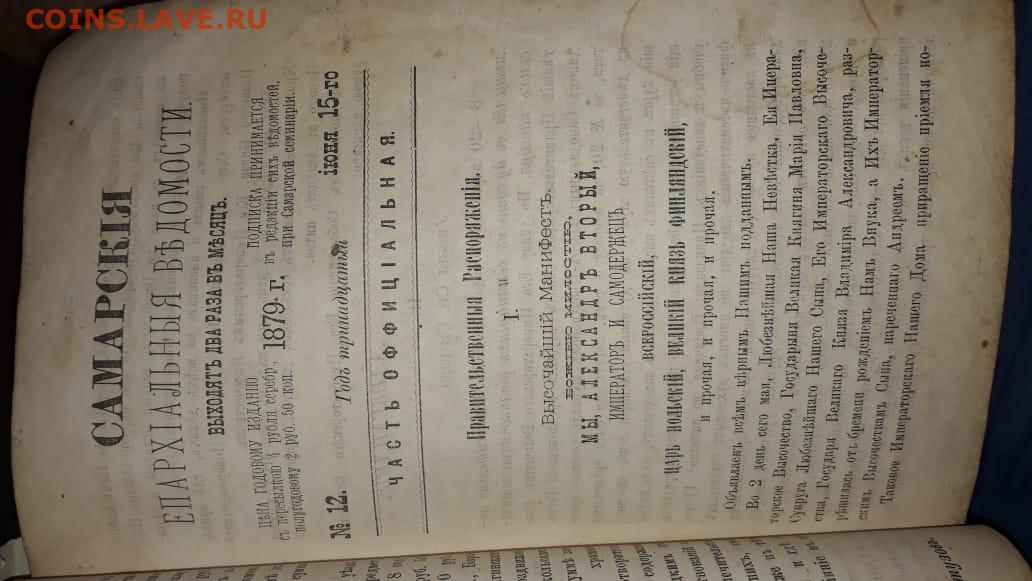 COINS.LAVE.RU
САМАРСКІЯ
ЕПАРХІАЛЬНЫЯ ВѢДОМОСТИ.
ВЫХОДЯТЪ ДВА РАЗА ВЪ МѢСЯЦЪ.
ЦѢНА ГОДОВОМУ ИЗДАНІЮ
съ пересылкою 4 рубля серебр.,
полугодовому 2 руб. 50 коп.
1879 Г.
ПОДПИСКА ПРИНИМАЕТСЯ
въ редакціи сихъ вѣдомостей,
при Самарской семинаріи.
№ 12. Годъ тринадцатый іюня 15-го
ЧАСТЬ ОФФИЦІАЛЬНАЯ.
Правительственныя Распоряженія.
I.
Высочайшій Манифестъ.
БОЖІЕЮ МИЛОСТІЮ,
МЫ, АЛЕКСАНДРЪ ВТОРЫЙ,
ИМПЕРАТОРЪ И САМОДЕРЖЕЦЪ
ВСЕРОССІЙСКІЙ,
ЦАРЬ ПОЛЬСКІЙ, ВЕЛИКІЙ КНЯЗЬ ФИНЛЯНДСКІЙ,
и прочая, и прочая, и прочая.
Объявляемъ всѣмъ вѣрнымъ Нашимъ подданнымъ.
Во 2 день сего мая, Любезнѣйшая Наша Невѣстка, Ея Импера-
торское Высочество, Государыня Великая Княгиня Марія Павловна,
Супруга Любезнѣйшаго Нашего Сына, Его Императорскаго Высоче-
ства, Государя Великаго Князя Владиміра Александровича, раз-
рѣшилась отъ бремени рожденіемъ Намъ Внука, а Ихъ Император-
скимъ Высочествамъ Сына, нареченнаго Андреемъ.
Таковое Императорскаго Нашего Дома приращеніе пріемля но-